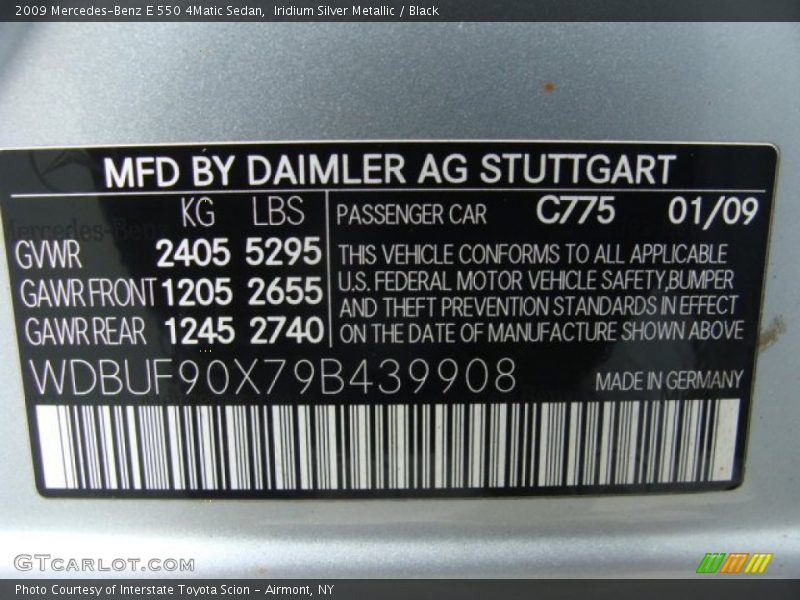 2009 Mercedes-Benz E 550 4Matic Sedan,  Iridium Silver Metallic / Black
MFD BY DAIMLER AG STUTTGART
KG LBS
GVWR 2405 5295
GAWR FRONT 1205 2655
GAWR REAR 1245 2740
PASSENGER CAR C775 01/09
THIS VEHICLE CONFORMS TO ALL APPLICABLE
U.S. FEDERAL MOTOR VEHICLE SAFETY, BUMPER
AND THEFT PREVENTION STANDARDS IN EFFECT
ON THE DATE OF MANUFACTURE SHOWN ABOVE
WDBUF90X79B439908
MADE IN GERMANY
GTCARLOT.COM
Photo Courtesy of Interstate Toyota Scion - Airmont, NY